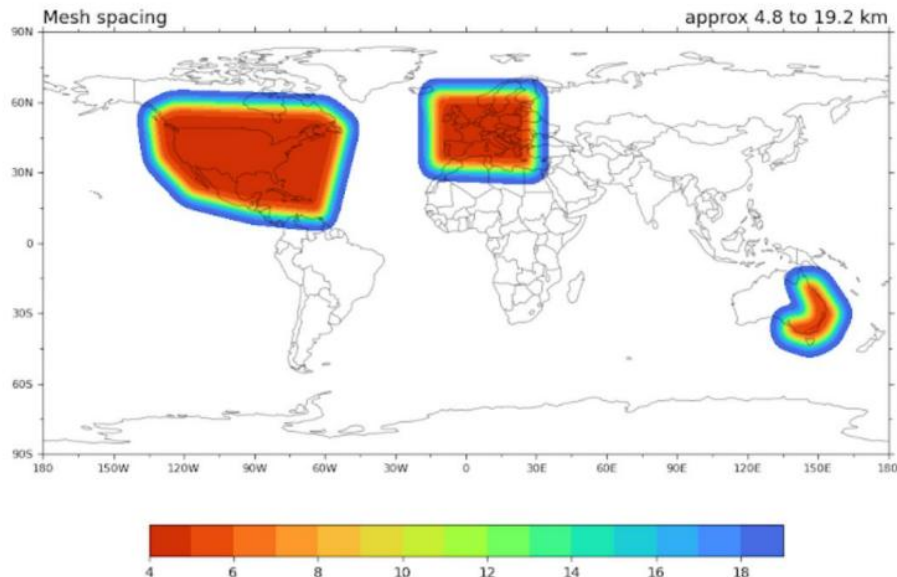 Mesh spacing approx 4.8 to 19.2 km
90N
60N
30N
0
30S
60S
90S
180 150W 120W 90W 60W 30W 0 30E 60E 90E 120E 150E 180
4 6 8 10 12 14 16 18